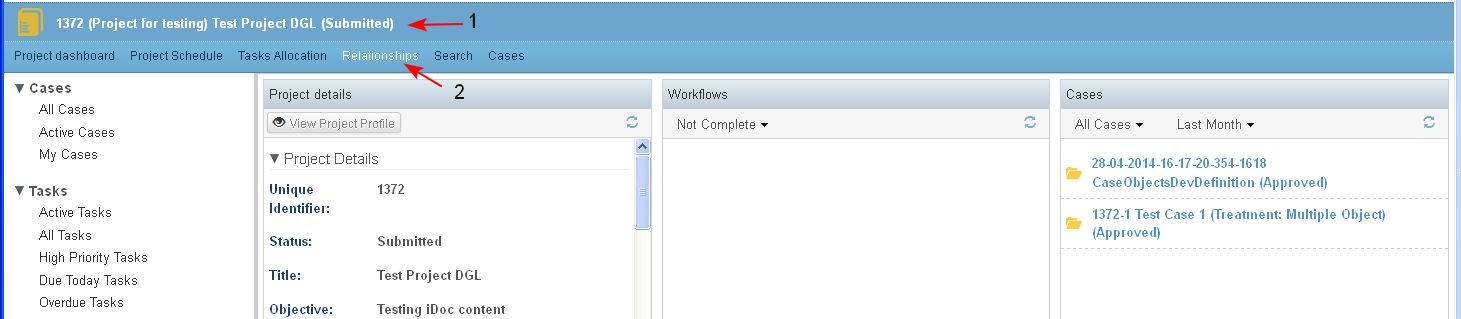 1372 (Project for testing) Test Project DGL (Submitted)
1
Project dashboard Project Schedule Tasks Allocation Relationships Search Cases
2
Cases
All Cases
Active Cases
My Cases
Tasks
Active Tasks
All Tasks
High Priority Tasks
Due Today Tasks
Overdue Tasks
Project details
View Project Profile
Project Details
Unique Identifier: 1372
Status: Submitted
Title: Test Project DGL
Objective: Testing iDoc content
Workflows
Not Complete
Cases
All Cases Last Month
28-04-2014-16-17-20-354-1618
CaseObjectsDevDefinition (Approved)
1372-1 Test Case 1 (Treatment: Multiple Object)
(Approved)